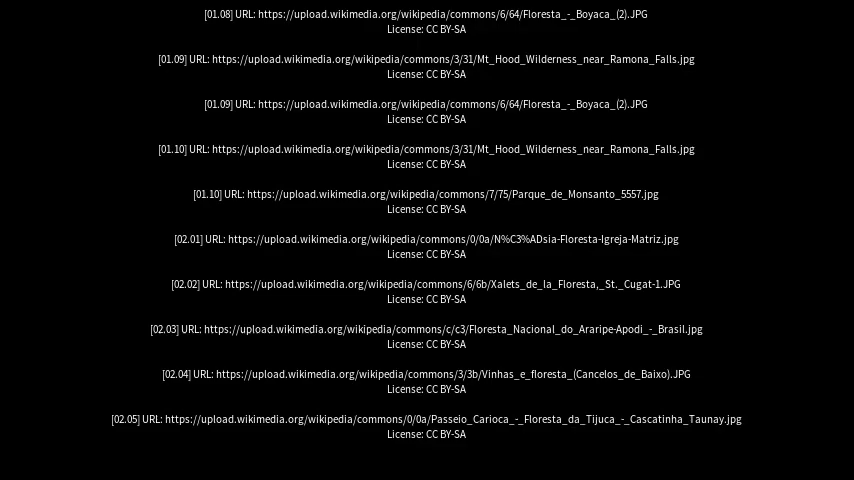 [01.08] URL: https://upload.wikimedia.org/wikipedia/commons/6/64/Floresta_-_Boyaca_(2).JPG
License: CC BY-SA
[01.09] URL: https://upload.wikimedia.org/wikipedia/commons/3/31/Mt_Hood_Wilderness_near_Ramona_Falls.jpg
License: CC BY-SA
[01.09] URL: https://upload.wikimedia.org/wikipedia/commons/6/64/Floresta_-_Boyaca_(2).JPG
License: CC BY-SA
[01.10] URL: https://upload.wikimedia.org/wikipedia/commons/3/31/Mt_Hood_Wilderness_near_Ramona_Falls.jpg
License: CC BY-SA
[01.10] URL: https://upload.wikimedia.org/wikipedia/commons/7/75/Parque_de_Monsanto_5557.jpg
License: CC BY-SA
[02.01] URL: https://upload.wikimedia.org/wikipedia/commons/0/0a/N%C3%ADsia-Floresta-Igreja-Matriz.jpg
License: CC BY-SA
[02.02] URL: https://upload.wikimedia.org/wikipedia/commons/6/6b/Xalets_de_la_Floresta,_St._Cugat-1.JPG
License: CC BY-SA
[02.03] URL: https://upload.wikimedia.org/wikipedia/commons/c/c3/Floresta_Nacional_do_Araripe-Apodi_-_Brasil.jpg
License: CC BY-SA
[02.04] URL: https://upload.wikimedia.org/wikipedia/commons/3/3b/Vinhas_e_floresta_(Cancelos_de_Baixo).JPG
License: CC BY-SA
[02.05] URL: https://upload.wikimedia.org/wikipedia/commons/0/0a/Passeio_Carioca_-_Floresta_da_Tijuca_-_Cascatinha_Taunay.jpg
License: CC BY-SA